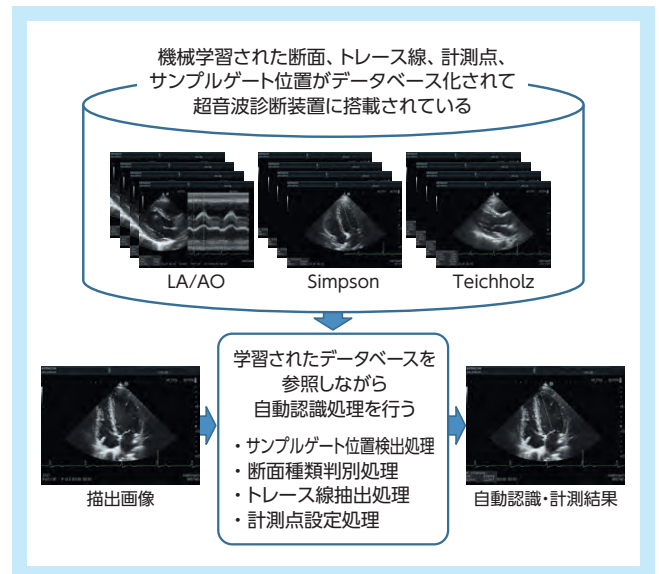 機械学習された断面、トレース線、計測点、
サンプルゲート位置がデータベース化されて
超音波診断装置に搭載されている
LA/AO
Simpson
Teichholz
学習されたデータベースを
参照しながら
自動認識処理を行う
・サンプルゲート位置検出処理
・断面種類判別処理
・トレース線抽出処理
・計測点設定処理
描出画像
自動認識・計測結果